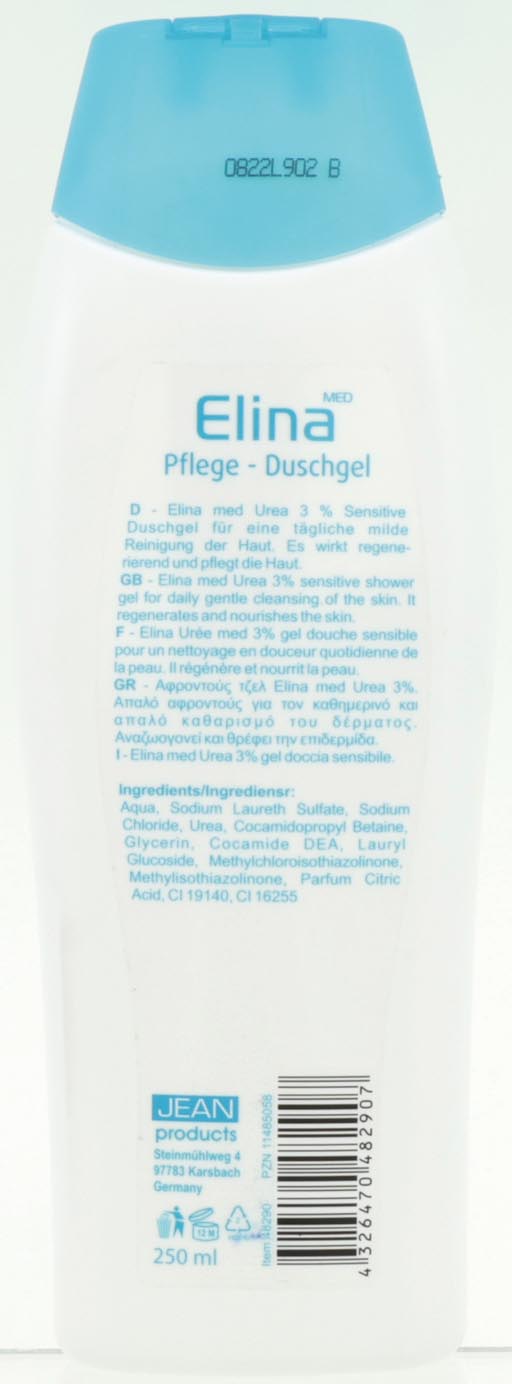 0822L902 B
Elina MED
Pflege - Duschgel
D - Elina med Urea 3 % Sensitive
Duschgel für eine tägliche milde
Reinigung der Haut. Es wirkt regene-
rierend und pflegt die Haut.
GB - Elina med Urea 3% sensitive shower
gel for daily gentle cleansing of the skin. It
regenerates and nourishes the skin.
F - Elina Urée med 3% gel douche sensible
pour un nettoyage en douceur quotidienne de
la peau. Il régénère et nourrit la peau.
GR - Αφροντούς τζελ Elina med Urea 3%.
Απαλό αφροντούς για τον καθημερινό και
απαλό καθαρισμό του δέρματος.
Αναζωογονεί και θρέφει την επιδερμίδα.
I - Elina med Urea 3% gel doccia sensibile.
Ingredients/Ingrediensr:
Aqua, Sodium Laureth Sulfate, Sodium
Chloride, Urea, Cocamidopropyl Betaine,
Glycerin, Cocamide DEA, Lauryl
Glucoside, Methylchloroisothiazolinone,
Methylisothiazolinone, Parfum Citric
Acid, CI 19140, CI 16255
JEAN
products
Steinmühlweg 4
97783 Karsbach
Germany
12 M
250 ml
Item 48290 PZN 11485058
4 326470 482907